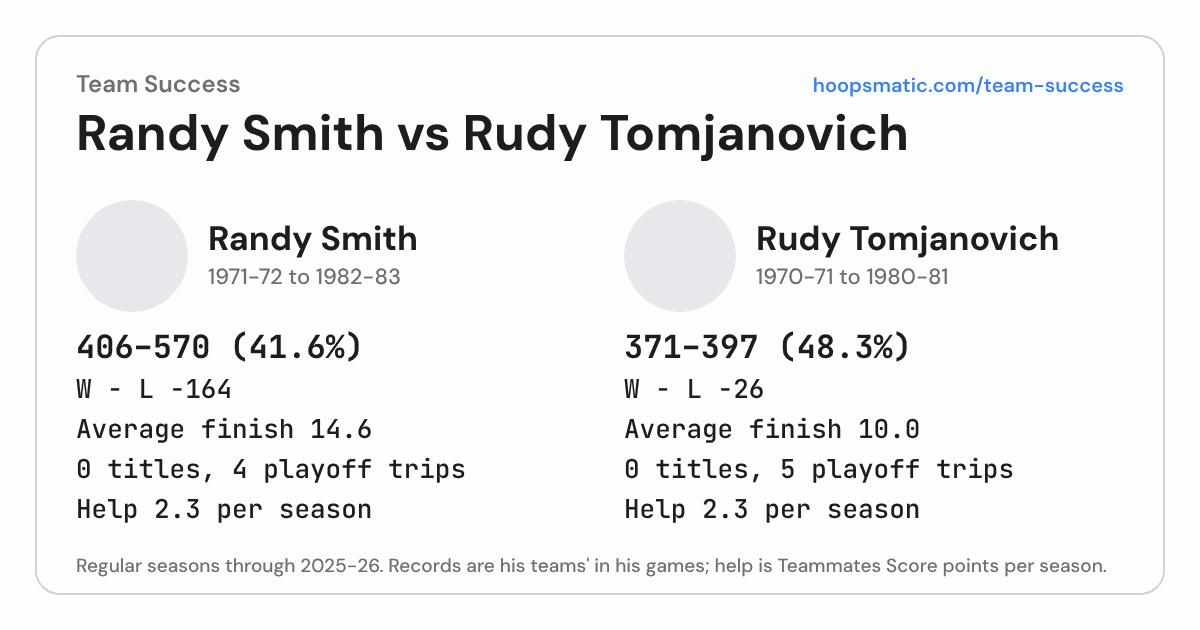 Team Success
hoopsmatic.com/team-success
Randy Smith vs Rudy Tomjanovich
Randy Smith
1971-72 to 1982-83
406-570 (41.6%)
W - L -164
Average finish 14.6
0 titles, 4 playoff trips
Help 2.3 per season
Rudy Tomjanovich
1970-71 to 1980-81
371-397 (48.3%)
W - L -26
Average finish 10.0
0 titles, 5 playoff trips
Help 2.3 per season
Regular seasons through 2025-26. Records are his teams' in his games; help is Teammates Score points per season.